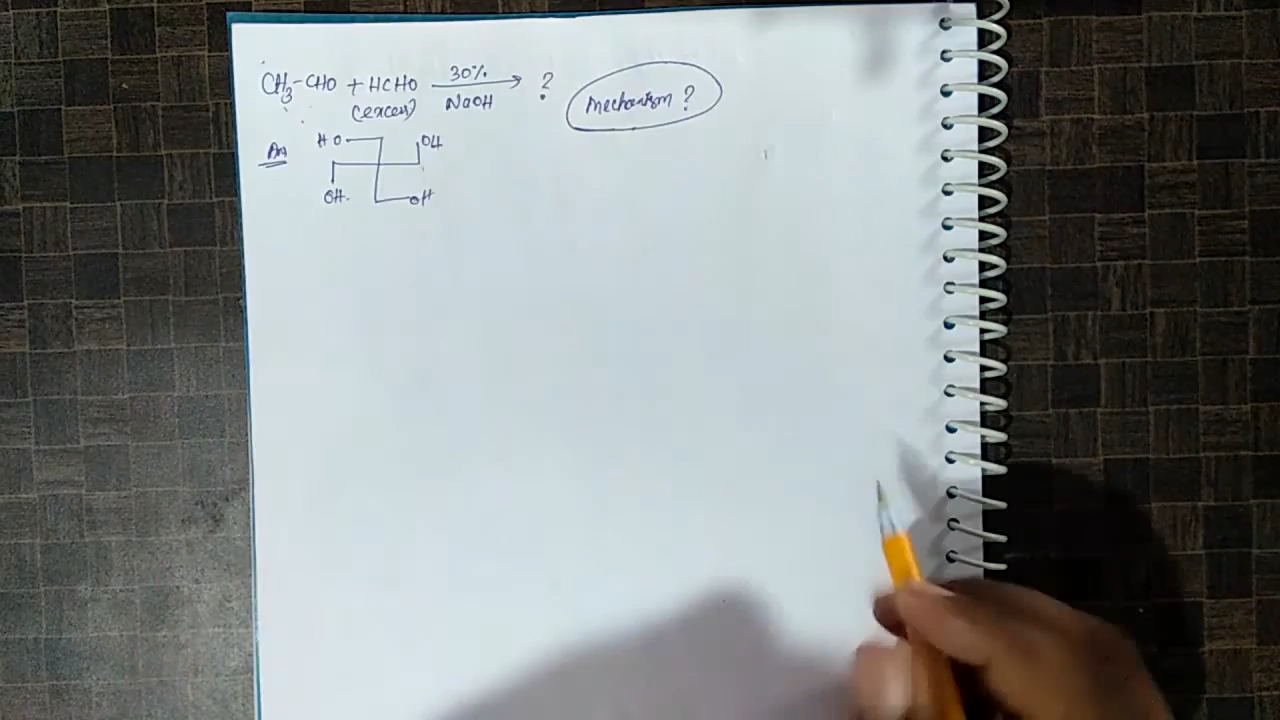 CH3-CHO + HCHO 30% NaOH → ? Mechanism ?
(excess)
Ans HO OH
OH. OH